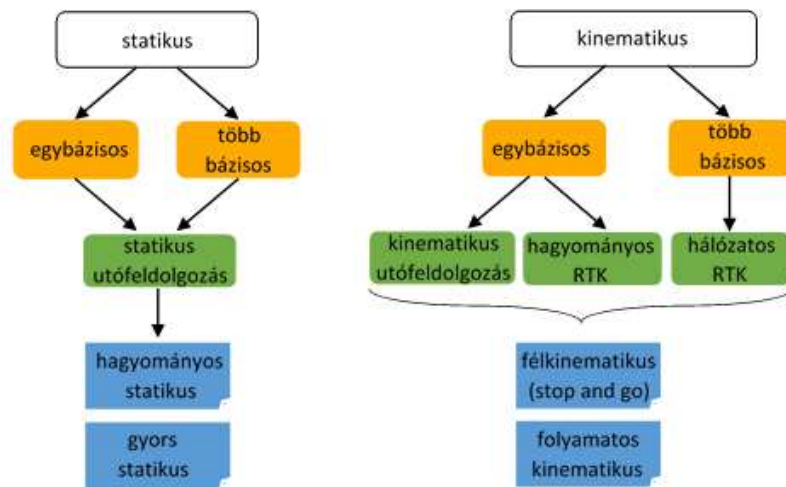 statikus
egybázisos
több
bázisos
statikus
utófeldolgozás
hagyományos
statikus
gyors
statikus
kinematikus
egybázisos
több
bázisos
kinematikus
utófeldolgozás
hagyományos
RTK
hálózatos
RTK
félkinematikus
(stop and go)
folyamatos
kinematikus